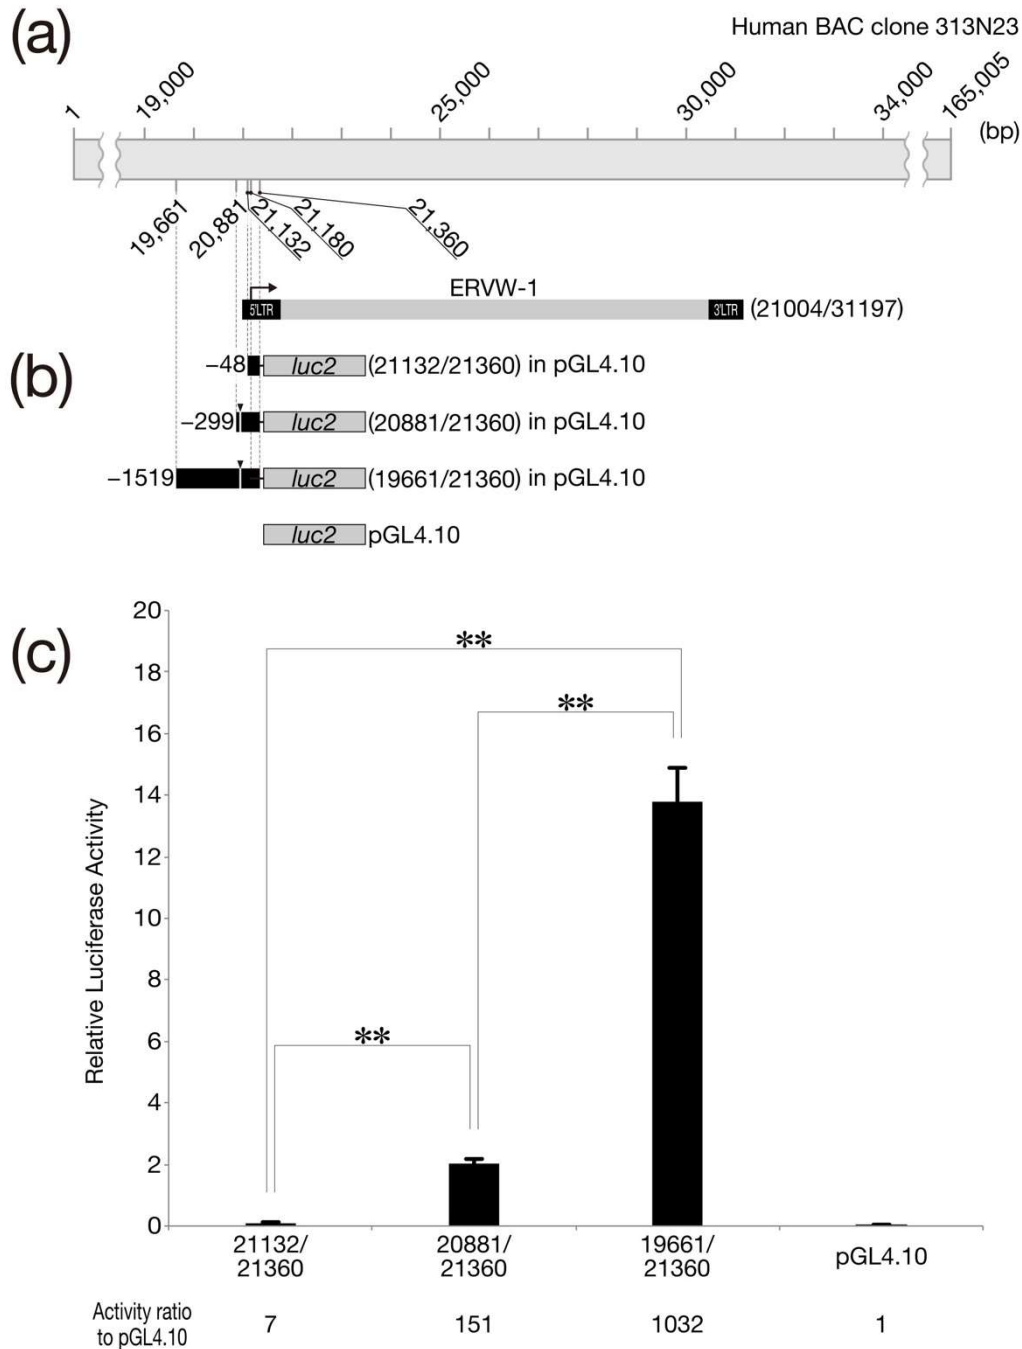 (a)
Human BAC clone 313N23
1
19,000
25,000
30,000
34,000
165,005
(bp)
19,661
20,881
21,132
21,180
21,360
ERVW-1
5'LTR
3'LTR
(21004/31197)
(b)
−48
luc2
(21132/21360) in pGL4.10
−299
luc2
(20881/21360) in pGL4.10
−1519
luc2
(19661/21360) in pGL4.10
luc2
pGL4.10
(c)
Relative Luciferase Activity
20
18
16
14
12
10
8
6
4
2
0
**
**
**
21132/
21360
20881/
21360
19661/
21360
pGL4.10
Activity ratio
to pGL4.10
7
151
1032
1